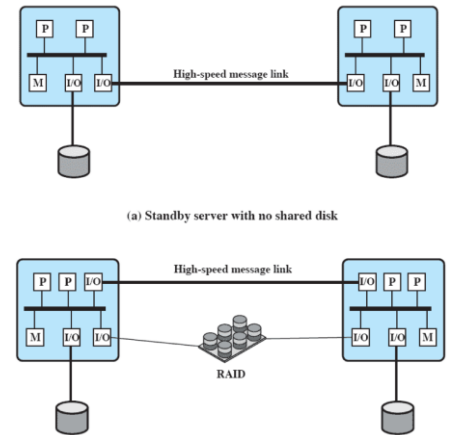 P P P P
M I/O I/O High-speed message link I/O I/O M
(a) Standby server with no shared disk
P P I/O High-speed message link I/O P P
M I/O I/O I/O I/O M
RAID